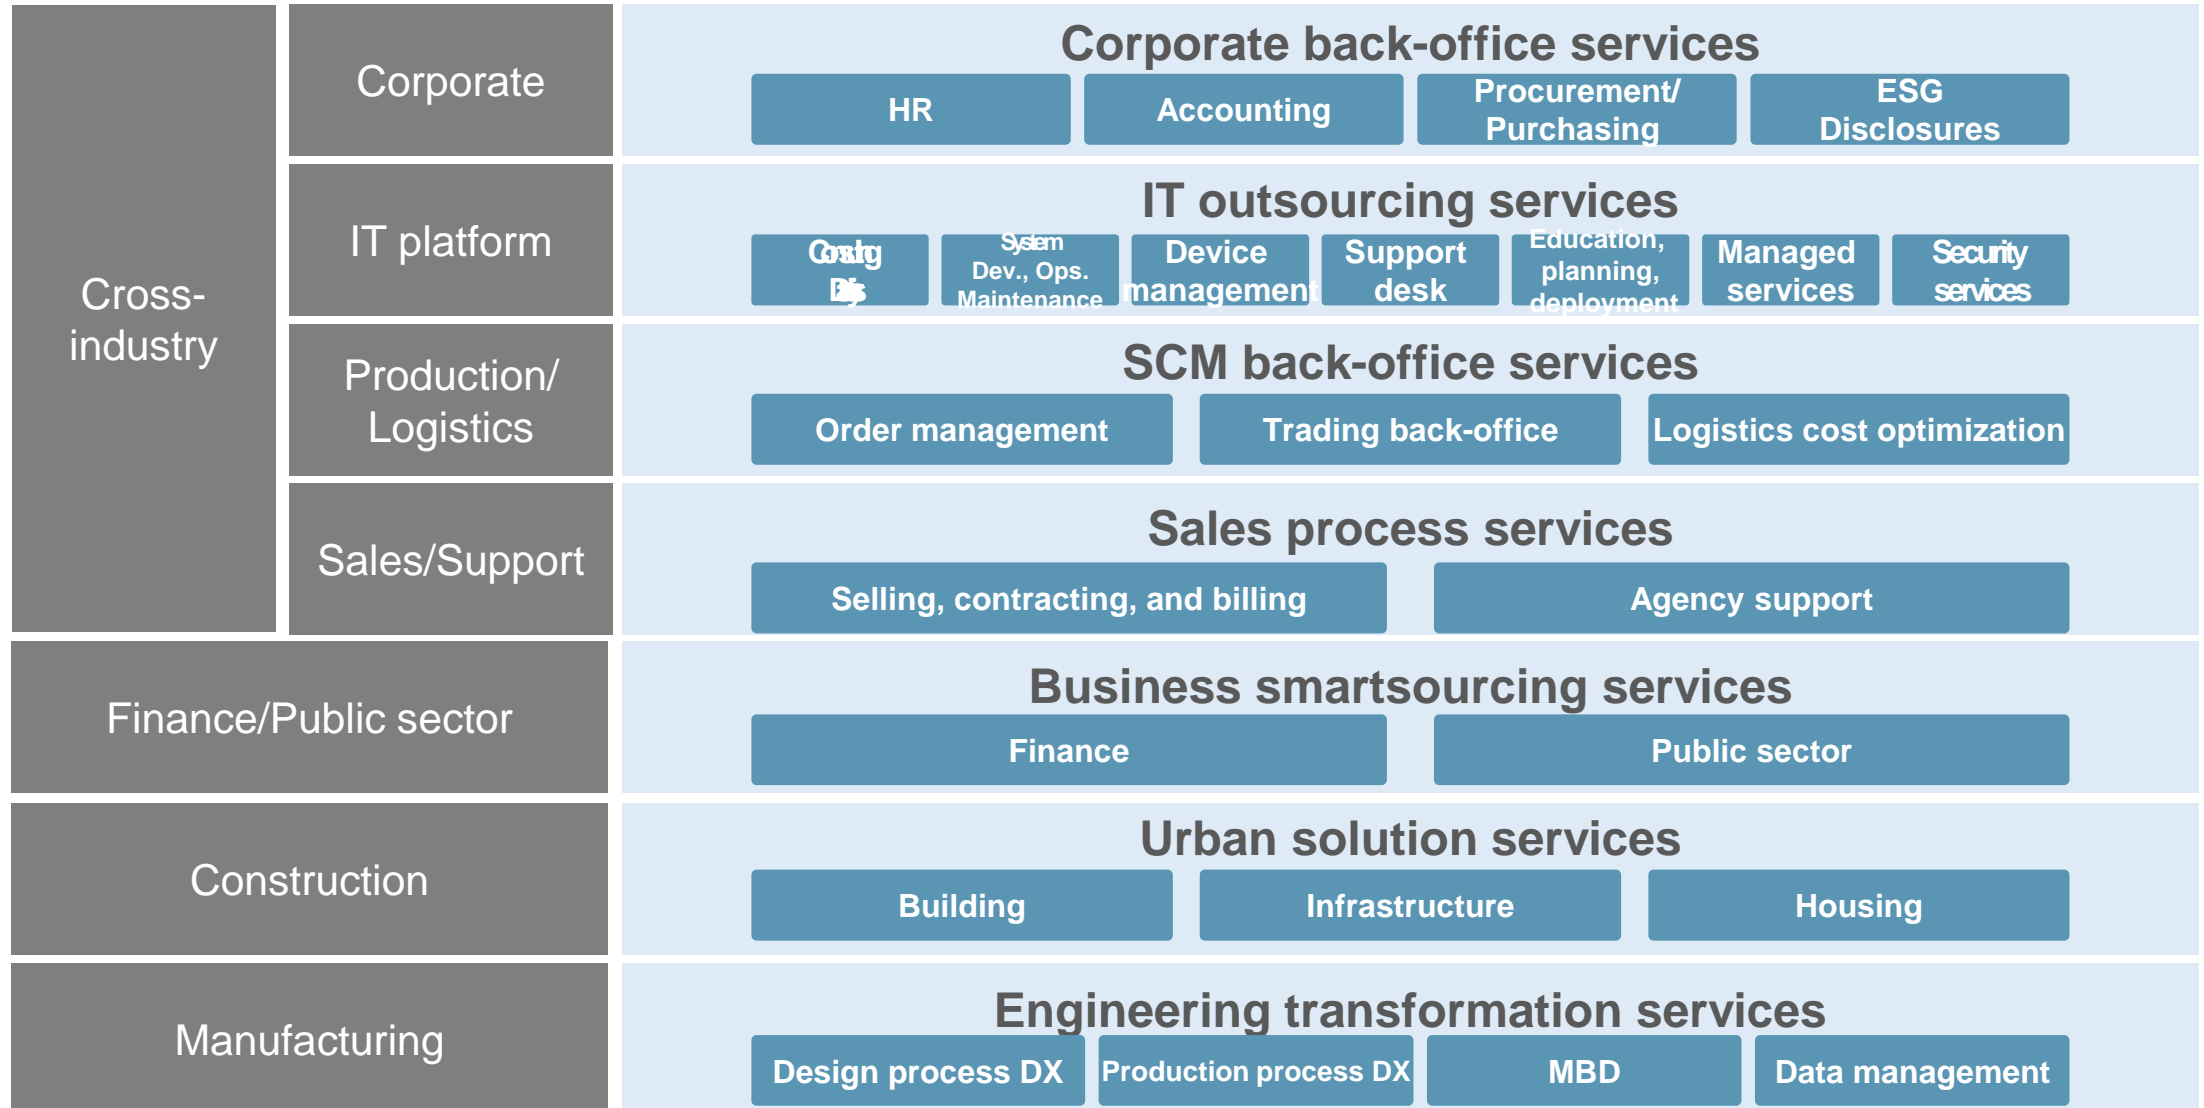 Cross-
industry
Corporate
Corporate back-office services
HR
Accounting
Procurement/
Purchasing
ESG
Disclosures
IT platform
IT outsourcing services
System
Dev., Ops.
Maintenance
Device
management
Support
desk
Education,
planning,
deployment
Managed
services
Security
services
Production/
Logistics
SCM back-office services
Order management
Trading back-office
Logistics cost optimization
Sales/Support
Sales process services
Selling, contracting, and billing
Agency support
Finance/Public sector
Business smartsourcing services
Finance
Public sector
Construction
Urban solution services
Building
Infrastructure
Housing
Manufacturing
Engineering transformation services
Design process DX
Production process DX
MBD
Data management